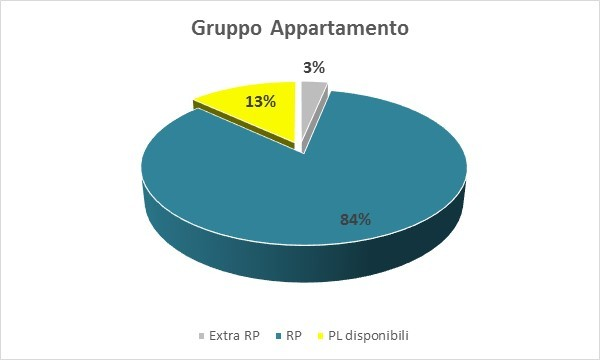 Gruppo Appartamento
3%
13%
84%
Extra RP RP PL disponibili